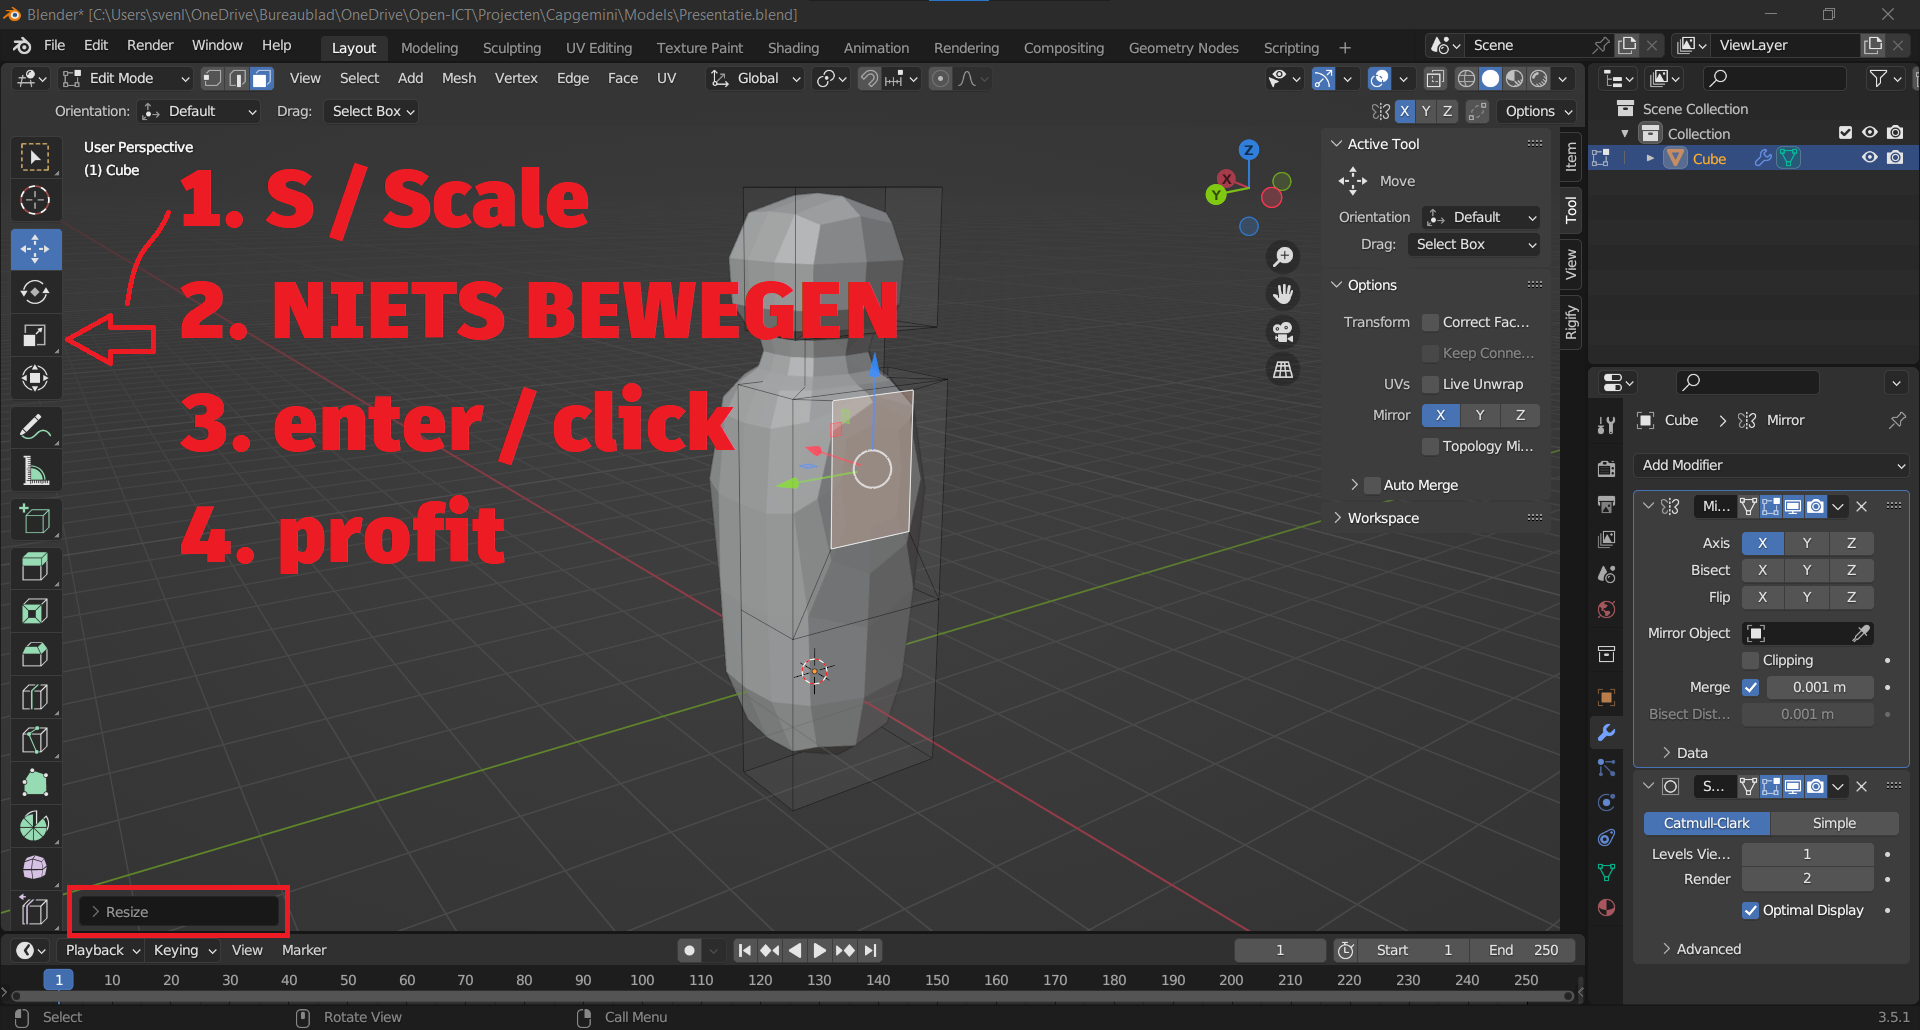 Blender* [C:\Users\svenl\OneDrive\Bureaublad\OneDrive\Open-ICT\Projecten\Capgemini\Models\Presentatie.blend]
File Edit Render Window Help
Layout Modeling Sculpting UV Editing Texture Paint Shading Animation Rendering Compositing Geometry Nodes Scripting +
Scene
ViewLayer
Edit Mode View Select Add Mesh Vertex Edge Face UV Global
Orientation: Default Drag: Select Box
X Y Z Options
User Perspective
(1) Cube
1. S / Scale
2. NIETS BEWEGEN
3. enter / click
4. profit
Z
X
Y
Active Tool
Move
Orientation Default
Drag: Select Box
Options
Transform Correct Fac...
Keep Conne...
UVs Live Unwrap
Mirror X Y Z
Topology Mi...
Auto Merge
Workspace
Item
Tool
View
Rigify
Scene Collection
Collection
Cube
Cube > Mirror
Add Modifier
Mi...
Axis X Y Z
Bisect X Y Z
Flip X Y Z
Mirror Object
Clipping
Merge 0.001 m
Bisect Dist... 0.001 m
Data
S...
Catmull-Clark Simple
Levels Vie... 1
Render 2
Optimal Display
Advanced
Resize
Playback Keying View Marker
1 Start 1 End 250
1 10 20 30 40 50 60 70 80 90 100 110 120 130 140 150 160 170 180 190 200 210 220 230 240 250
Select Rotate View Call Menu
3.5.1